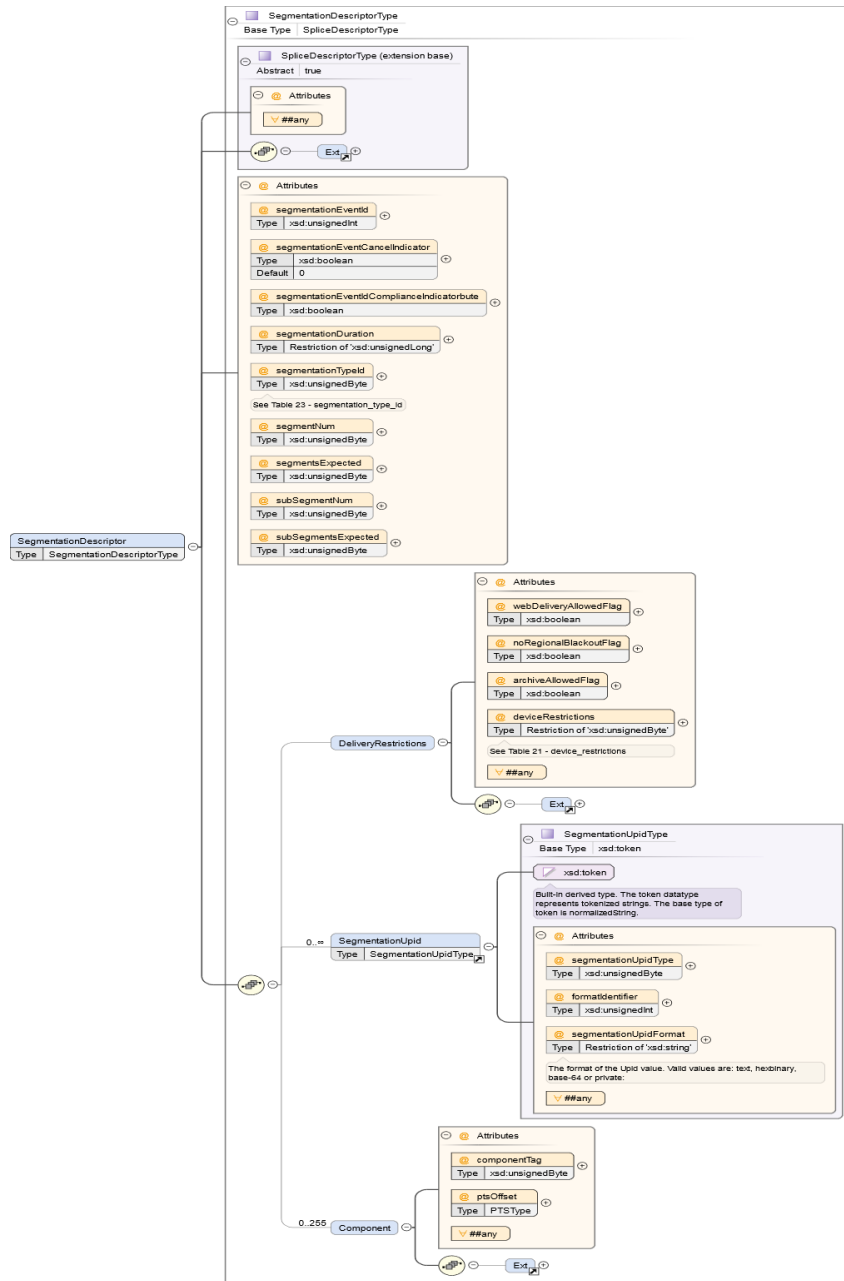 SegmentationDescriptorType
Base Type SpliceDescriptorType
SpliceDescriptorType (extension base)
Abstract true
@ Attributes
##any
Ext
@ Attributes
@ segmentationEventId
Type xsd:unsignedInt
@ segmentationEventCancelIndicator
Type xsd:boolean
Default 0
@ segmentationEventIdComplianceIndicatorbute
Type xsd:boolean
@ segmentationDuration
Type Restriction of 'xsd:unsignedLong'
@ segmentationTypeId
Type xsd:unsignedByte
See Table 23 - segmentation_type_id
@ segmentNum
Type xsd:unsignedByte
@ segmentsExpected
Type xsd:unsignedByte
@ subSegmentNum
Type xsd:unsignedByte
@ subSegmentsExpected
Type xsd:unsignedByte
SegmentationDescriptor
Type SegmentationDescriptorType
@ Attributes
@ webDeliveryAllowedFlag
Type xsd:boolean
@ noRegionalBlackoutFlag
Type xsd:boolean
@ archiveAllowedFlag
Type xsd:boolean
@ deviceRestrictions
Type Restriction of 'xsd:unsignedByte'
See Table 21 - device_restrictions
##any
DeliveryRestrictions
Ext
SegmentationUpidType
Base Type xsd:token
xsd:token
Built-in derived type. The token datatype
represents tokenized strings. The base type of
token is normalizedString.
@ Attributes
0..∞ SegmentationUpid
Type SegmentationUpidType
@ segmentationUpidType
Type xsd:unsignedByte
@ formatIdentifier
Type xsd:unsignedInt
@ segmentationUpidFormat
Type Restriction of 'xsd:string'
The format of the Upid value. Valid values are: text, hexbinary,
base-64 or private:
##any
@ Attributes
@ componentTag
Type xsd:unsignedByte
@ ptsOffset
Type PTSType
##any
0..255 Component
Ext